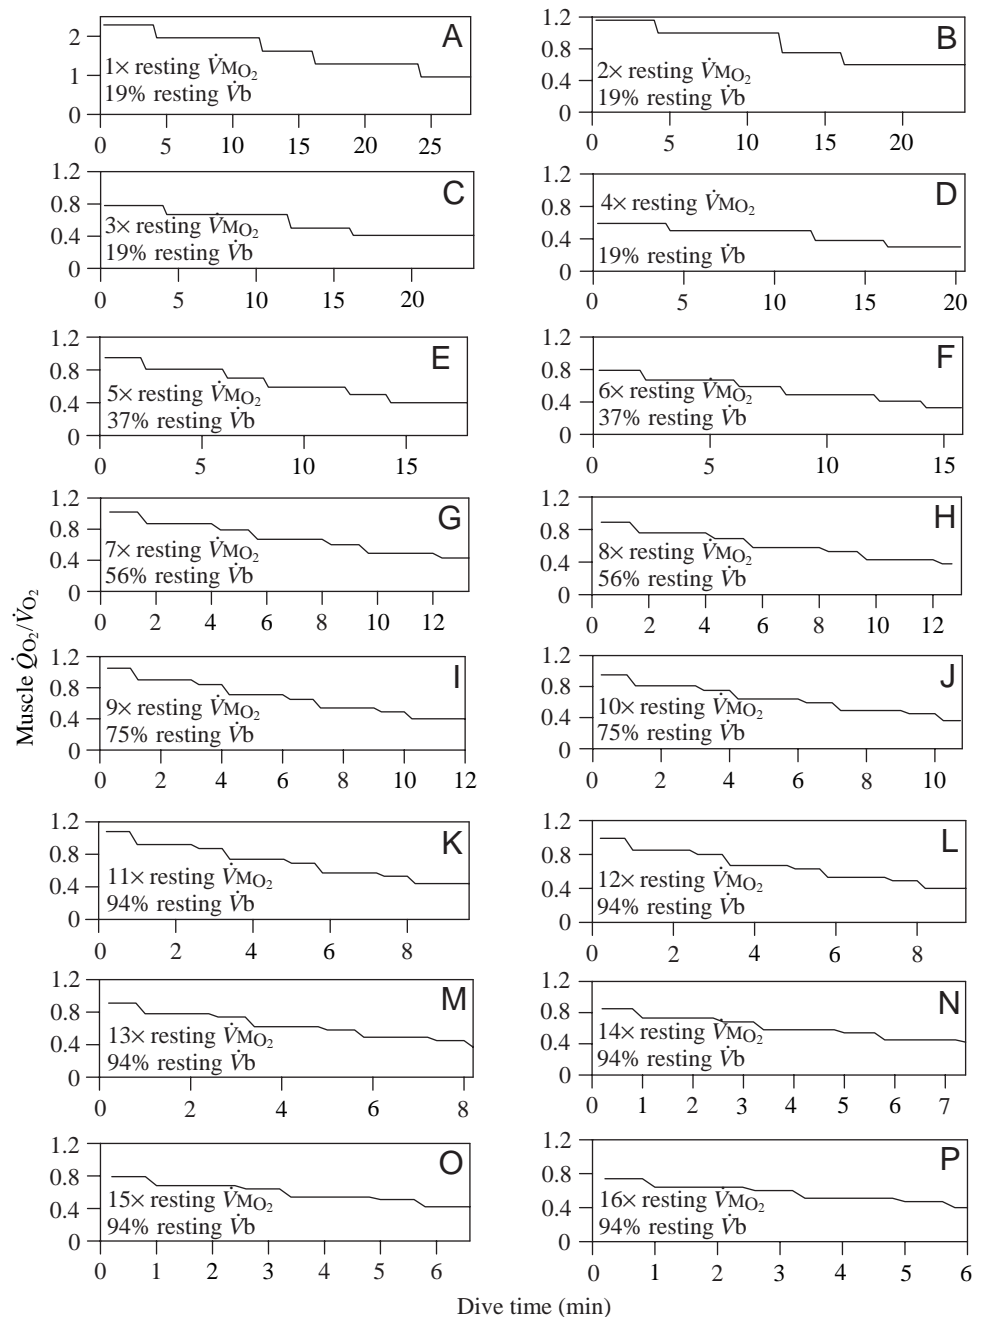 A
2
1
0
1× resting V̇MO₂
19% resting V̇b
0 5 10 15 20 25
B
1.2
0.8
0.4
0
2× resting V̇MO₂
19% resting V̇b
0 5 10 15 20
C
1.2
0.8
0.4
0
3× resting V̇MO₂
19% resting V̇b
0 5 10 15 20
D
1.2
0.8
0.4
0
4× resting V̇MO₂
19% resting V̇b
0 5 10 15 20
E
1.2
0.8
0.4
0
5× resting V̇MO₂
37% resting V̇b
0 5 10 15
F
1.2
0.8
0.4
0
6× resting V̇MO₂
37% resting V̇b
0 5 10 15
G
1.2
0.8
0.4
0
7× resting V̇MO₂
56% resting V̇b
0 2 4 6 8 10 12
H
1.2
0.8
0.4
0
8× resting V̇MO₂
56% resting V̇b
0 2 4 6 8 10 12
Muscle Q̇O₂/V̇O₂
I
1.2
0.8
0.4
0
9× resting V̇MO₂
75% resting V̇b
0 2 4 6 8 10 12
J
1.2
0.8
0.4
0
10× resting V̇MO₂
75% resting V̇b
0 2 4 6 8 10
K
1.2
0.8
0.4
0
11× resting V̇MO₂
94% resting V̇b
0 2 4 6 8
L
1.2
0.8
0.4
0
12× resting V̇MO₂
94% resting V̇b
0 2 4 6 8
M
1.2
0.8
0.4
0
13× resting V̇MO₂
94% resting V̇b
0 2 4 6 8
N
1.2
0.8
0.4
0
14× resting V̇MO₂
94% resting V̇b
0 1 2 3 4 5 6 7
O
1.2
0.8
0.4
0
15× resting V̇MO₂
94% resting V̇b
0 1 2 3 4 5 6
P
1.2
0.8
0.4
0
16× resting V̇MO₂
94% resting V̇b
0 1 2 3 4 5 6
Dive time (min)